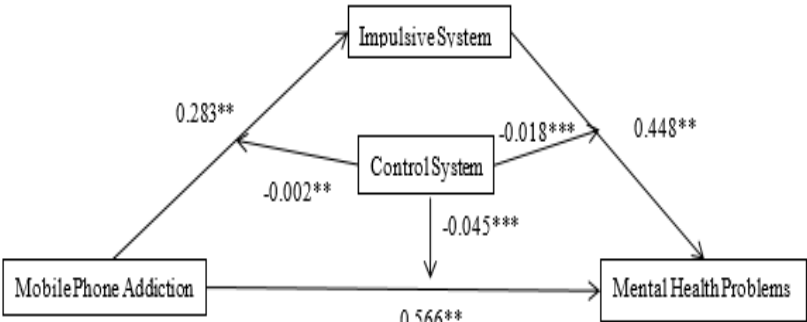 Impulsive System
0.283**
-0.018***
0.448**
Control System
-0.002**
-0.045***
Mobile Phone Addiction
Mental Health Problems
0.566**